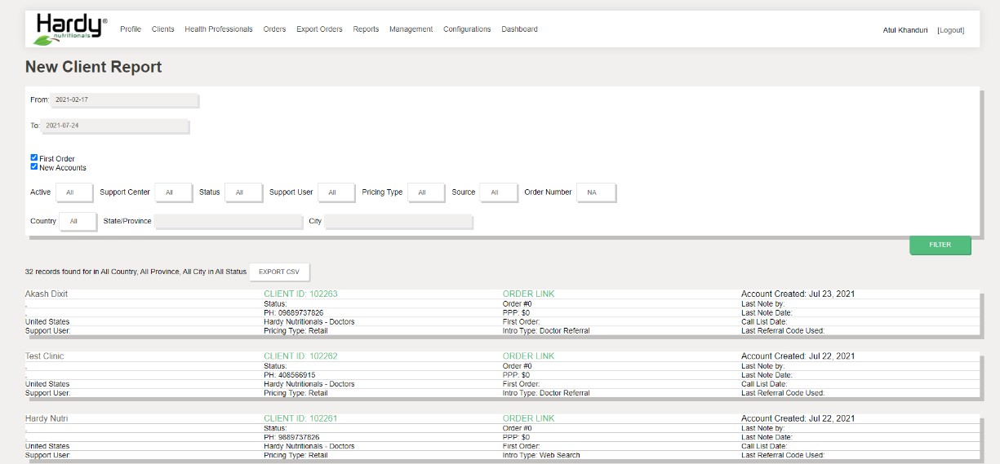 Hardy®
nutritionals
Profile Clients Health Professionals Orders Export Orders Reports Management Configurations Dashboard Atul Khanduri [Logout]
New Client Report
From: 2021-02-17
To: 2021-07-24
First Order
New Accounts
Active All Support Center All Status All Support User All Pricing Type All Source All Order Number NA
Country All State/Province City
FILTER
32 records found for in All Country, All Province, All City in All Status EXPORT CSV
Akash Dixit CLIENT ID: 102263 ORDER LINK Account Created: Jul 23, 2021
, Status: Order #0 Last Note by:
, PH: 09889737826 PPP: $0 Last Note Date:
United States Hardy Nutritionals - Doctors First Order: Call List Date:
Support User: Pricing Type: Retail Intro Type: Doctor Referral Last Referral Code Used:
Test Clinic CLIENT ID: 102262 ORDER LINK Account Created: Jul 22, 2021
, Status: Order #0 Last Note by:
, PH: 408566915 PPP: $0 Last Note Date:
United States Hardy Nutritionals - Doctors First Order: Call List Date:
Support User: Pricing Type: Retail Intro Type: Doctor Referral Last Referral Code Used:
Hardy Nutri CLIENT ID: 102261 ORDER LINK Account Created: Jul 22, 2021
, Status: Order #0 Last Note by:
, PH: 9889737826 PPP: $0 Last Note Date:
United States Hardy Nutritionals - Doctors First Order: Call List Date:
Support User: Pricing Type: Retail Intro Type: Web Search Last Referral Code Used: